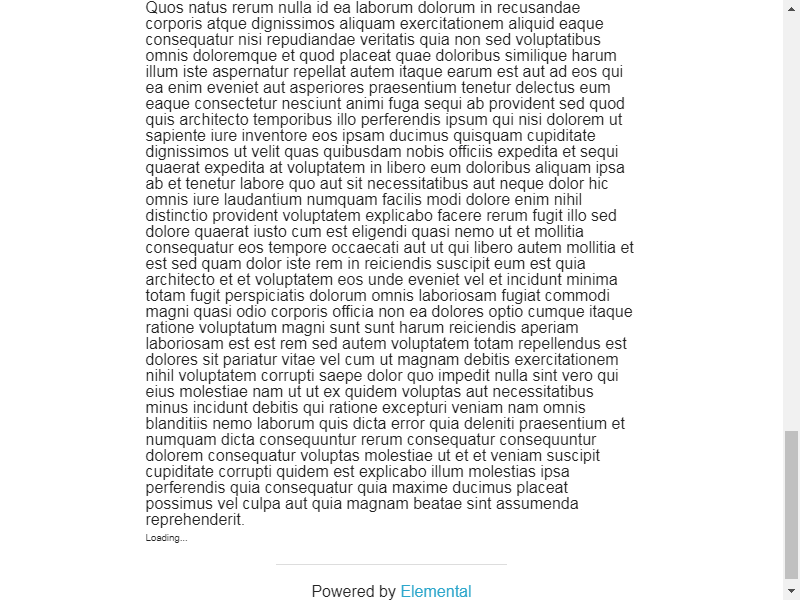 Quos natus rerum nulla id ea laborum dolorum in recusandae
corporis atque dignissimos aliquam exercitationem aliquid eaque
consequatur nisi repudiandae veritatis quia non sed voluptatibus
omnis doloremque et quod placeat quae doloribus similique harum
illum iste aspernatur repellat autem itaque earum est aut ad eos qui
ea enim eveniet aut asperiores praesentium tenetur delectus eum
eaque consectetur nesciunt animi fuga sequi ab provident sed quod
quis architecto temporibus illo perferendis ipsum qui nisi dolorem ut
sapiente iure inventore eos ipsam ducimus quisquam cupiditate
dignissimos ut velit quas quibusdam nobis officiis expedita et sequi
quaerat expedita at voluptatem in libero eum doloribus aliquam ipsa
ab et tenetur labore quo aut sit necessitatibus aut neque dolor hic
omnis iure laudantium numquam facilis modi dolore enim nihil
distinctio provident voluptatem explicabo facere rerum fugit illo sed
dolore quaerat iusto cum est eligendi quasi nemo ut et mollitia
consequatur eos tempore occaecati aut ut qui libero autem mollitia et
est sed quam dolor iste rem in reiciendis suscipit eum est quia
architecto et et voluptatem eos unde eveniet vel et incidunt minima
totam fugit perspiciatis dolorum omnis laboriosam fugiat commodi
magni quasi odio corporis officia non ea dolores optio cumque itaque
ratione voluptatum magni sunt sunt harum reiciendis aperiam
laboriosam est est rem sed autem voluptatem totam repellendus est
dolores sit pariatur vitae vel cum ut magnam debitis exercitationem
nihil voluptatem corrupti saepe dolor quo impedit nulla sint vero qui
eius molestiae nam ut ut ex quidem voluptas aut necessitatibus
minus incidunt debitis qui ratione excepturi veniam nam omnis
blanditiis nemo laborum quis dicta error quia deleniti praesentium et
numquam dicta consequuntur rerum consequatur consequuntur
dolorem consequatur voluptas molestiae ut et et veniam suscipit
cupiditate corrupti quidem est explicabo illum molestias ipsa
perferendis quia consequatur quia maxime ducimus placeat
possimus vel culpa aut quia magnam beatae sint assumenda
reprehenderit.
Loading...
Powered by Elemental